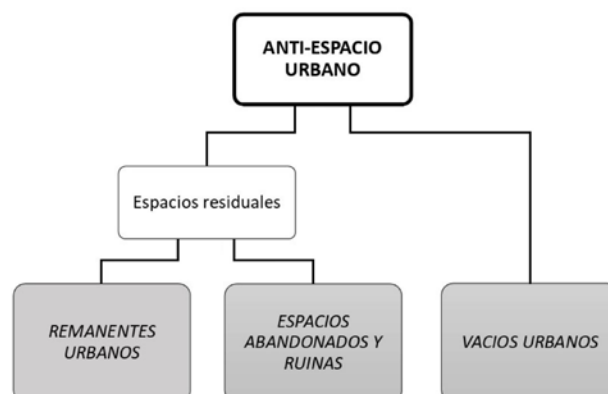 ANTI-ESPACIO
URBANO
Espacios residuales
REMANENTES
URBANOS
ESPACIOS
ABANDONADOS Y
RUINAS
VACIOS URBANOS